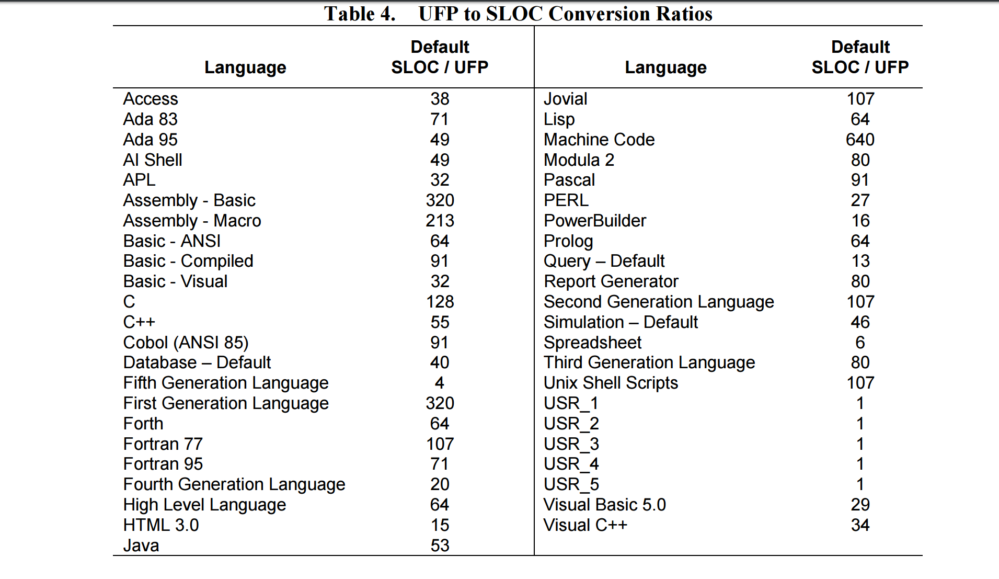 Table 4. UFP to SLOC Conversion Ratios
Language Default SLOC / UFP Language Default SLOC / UFP
Access 38 Jovial 107
Ada 83 71 Lisp 64
Ada 95 49 Machine Code 640
AI Shell 49 Modula 2 80
APL 32 Pascal 91
Assembly - Basic 320 PERL 27
Assembly - Macro 213 PowerBuilder 16
Basic - ANSI 64 Prolog 64
Basic - Compiled 91 Query – Default 13
Basic - Visual 32 Report Generator 80
C 128 Second Generation Language 107
C++ 55 Simulation – Default 46
Cobol (ANSI 85) 91 Spreadsheet 6
Database – Default 40 Third Generation Language 80
Fifth Generation Language 4 Unix Shell Scripts 107
First Generation Language 320 USR_1 1
Forth 64 USR_2 1
Fortran 77 107 USR_3 1
Fortran 95 71 USR_4 1
Fourth Generation Language 20 USR_5 1
High Level Language 64 Visual Basic 5.0 29
HTML 3.0 15 Visual C++ 34
Java 53